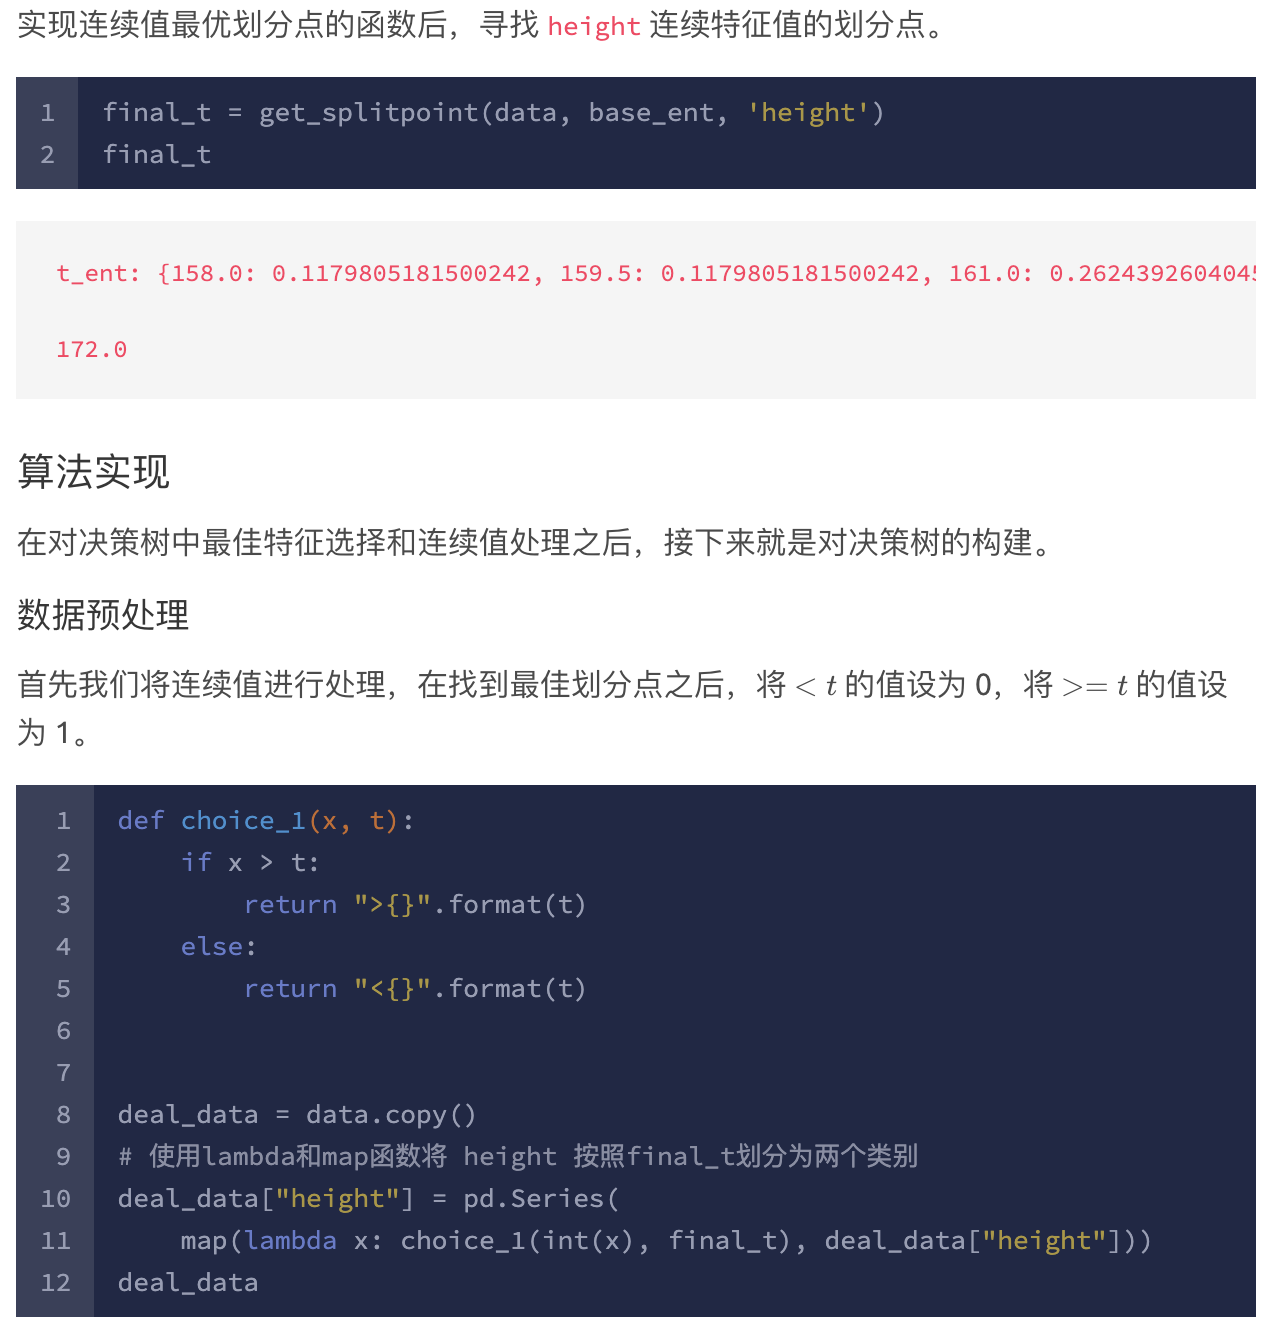 实现连续值最优划分点的函数后，寻找 height 连续特征值的划分点。
1 final_t = get_splitpoint(data, base_ent, 'height')
2 final_t
t_ent: {158.0: 0.1179805181500242, 159.5: 0.1179805181500242, 161.0: 0.2624392604045
172.0
算法实现
在对决策树中最佳特征选择和连续值处理之后，接下来就是对决策树的构建。
数据预处理
首先我们将连续值进行处理，在找到最佳划分点之后，将 < t 的值设为 0，将 >= t 的值设
为 1。
1 def choice_1(x, t):
2     if x > t:
3         return ">{}".format(t)
4     else:
5         return "<{}".format(t)
6
7
8 deal_data = data.copy()
9 # 使用lambda和map函数将 height 按照final_t划分为两个类别
10 deal_data["height"] = pd.Series(
11     map(lambda x: choice_1(int(x), final_t), deal_data["height"]))
12 deal_data